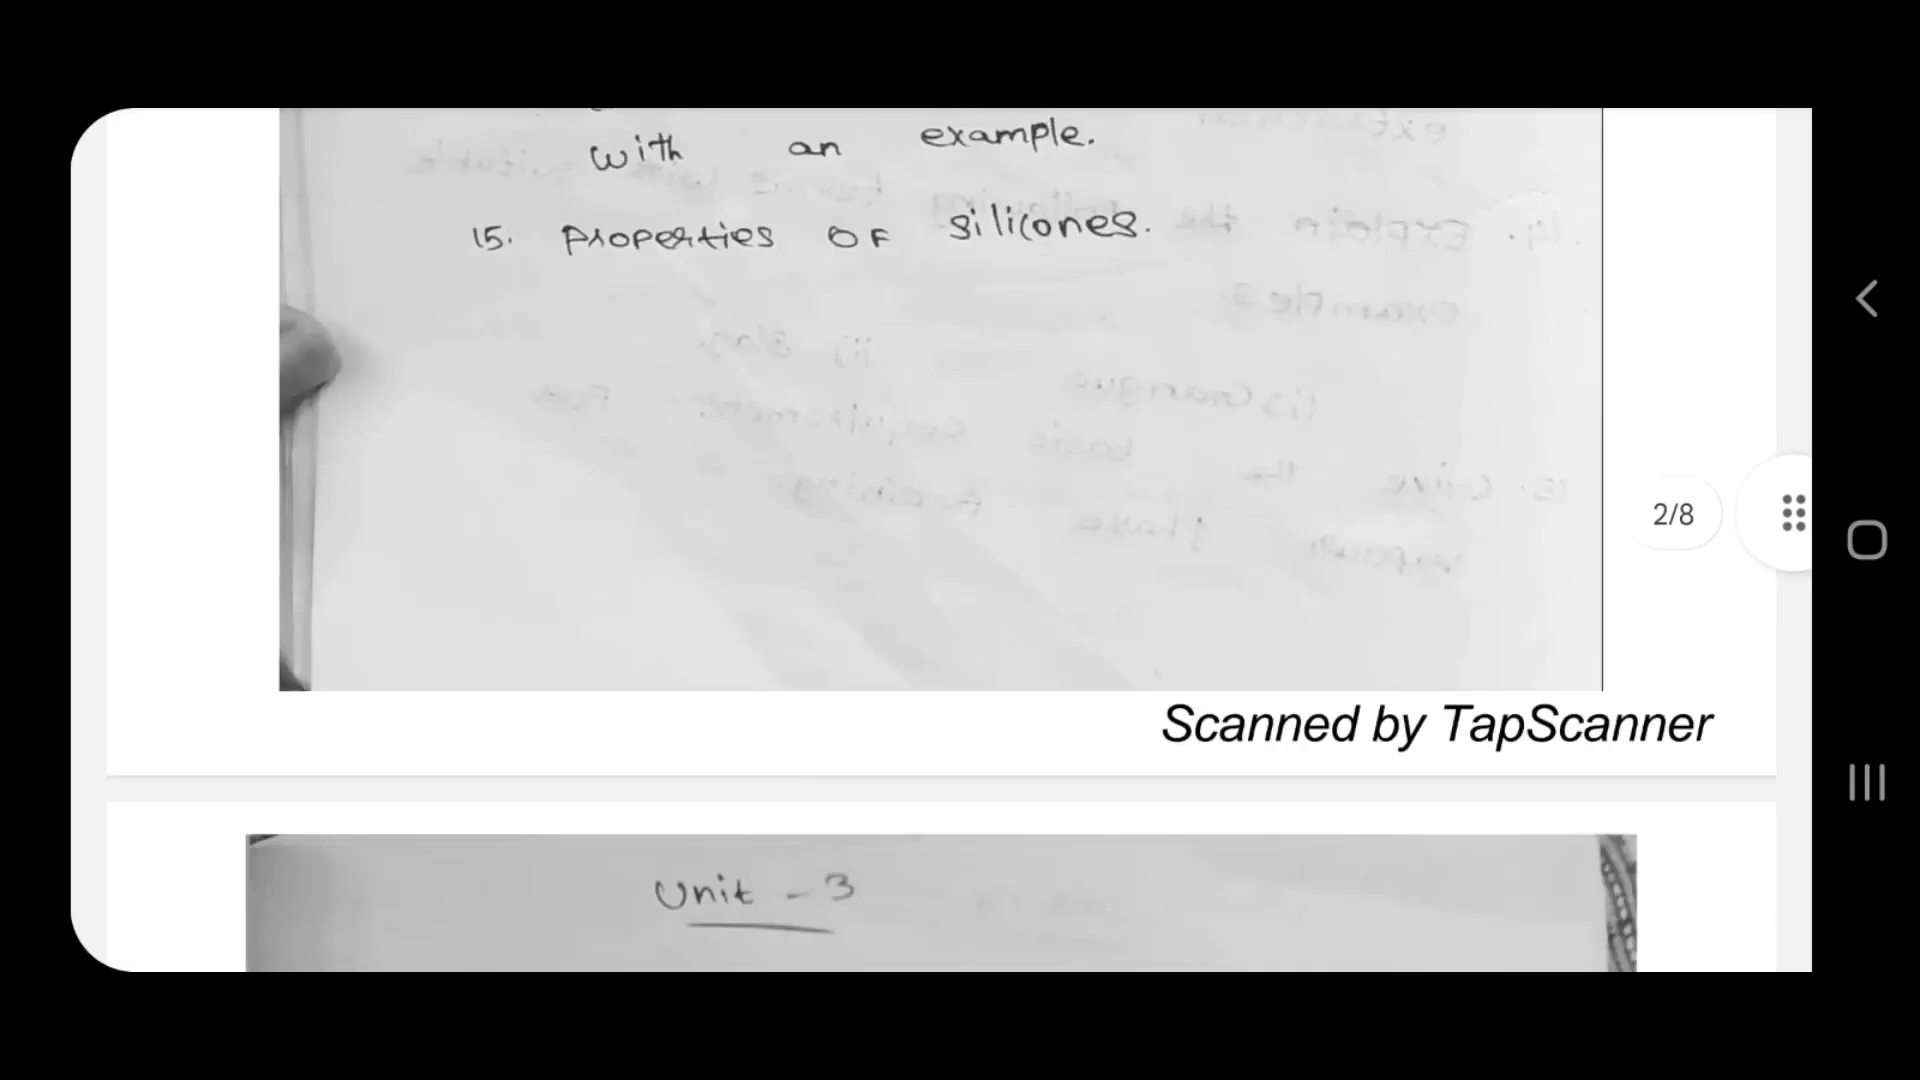 with an example.
15. Properties OF silicones.
2/8
Scanned by TapScanner
Unit - 3